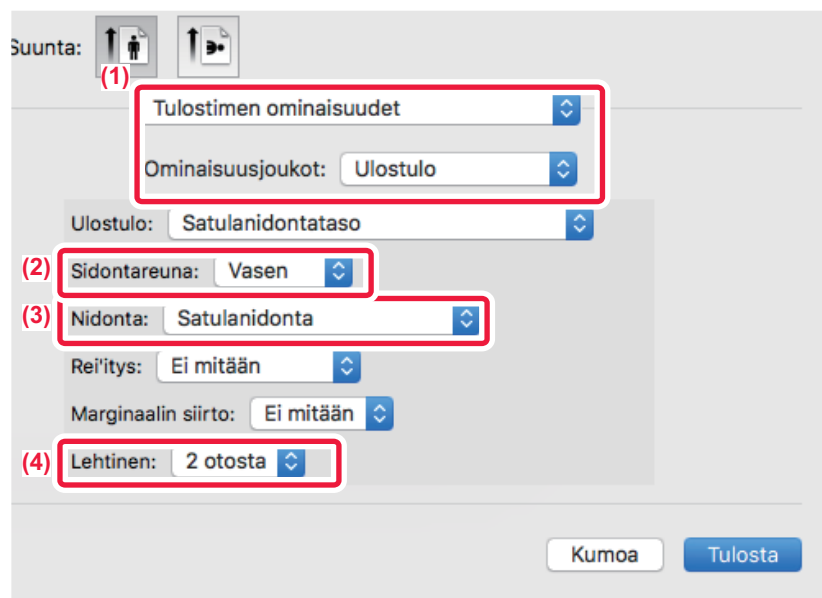 Suunta:
(1)
Tulostimen ominaisuudet
Ominaisuusjoukot: Ulostulo
Ulostulo: Satulanidontataso
(2) Sidontareuna: Vasen
(3) Nidonta: Satulanidonta
Rei'itys: Ei mitään
Marginaalin siirto: Ei mitään
(4) Lehtinen: 2 otosta
Kumoa Tulosta